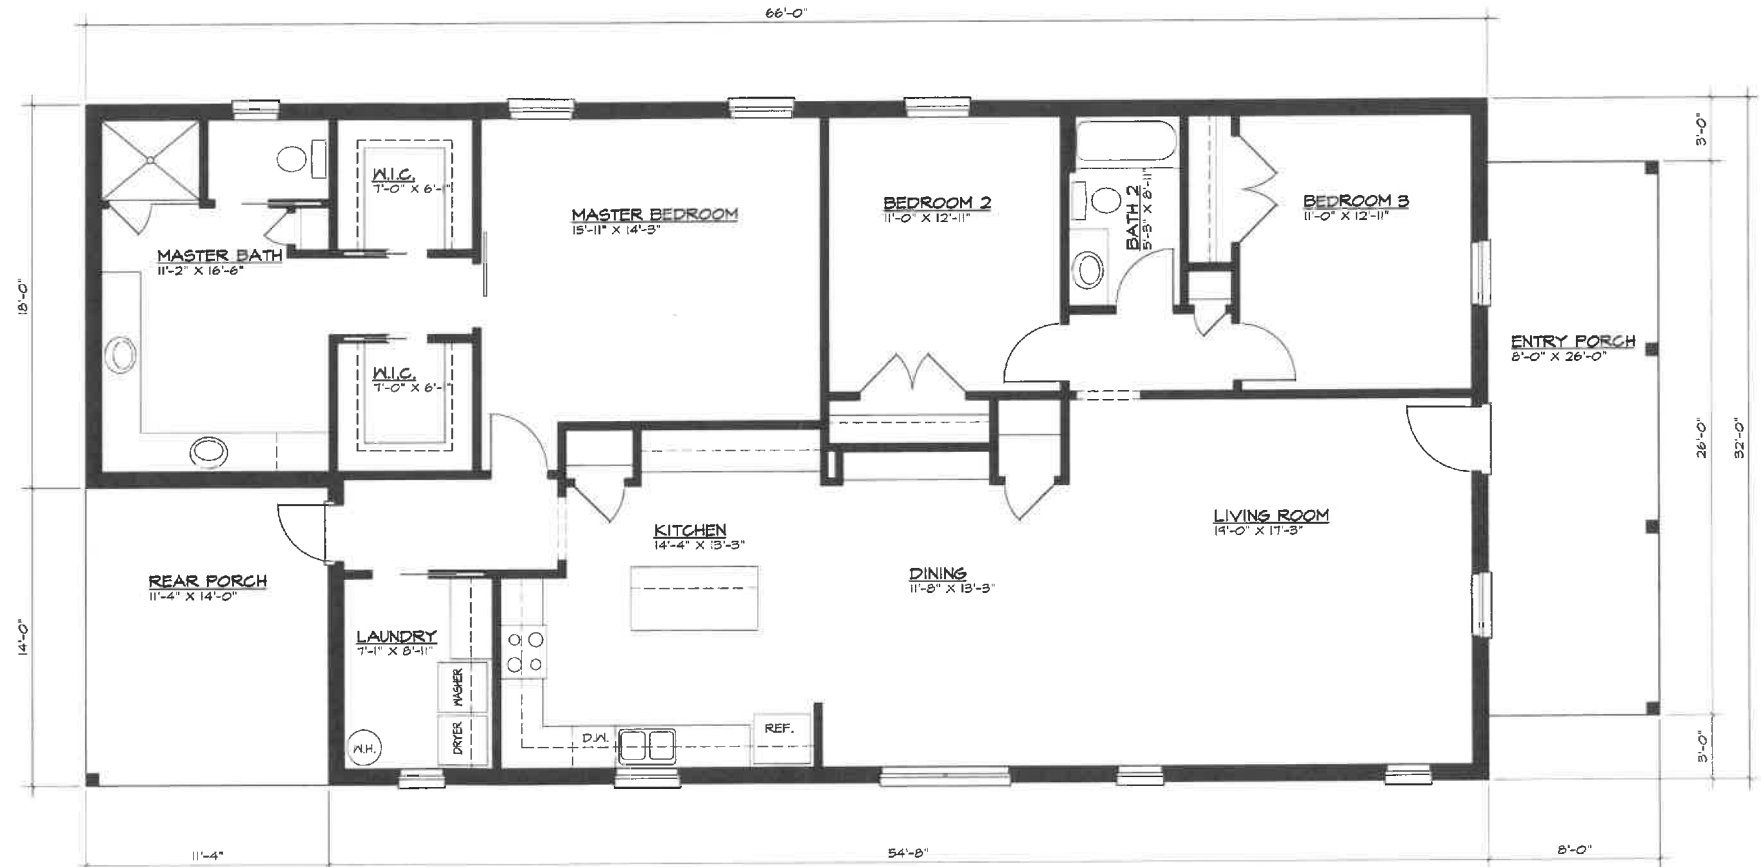 66'-0"
3'-0"
W.I.C.
7'-0" X 6'-1"
MASTER BEDROOM
15'-11" X 14'-3"
BEDROOM 2
11'-0" X 12'-11"
BATH 2
5'-3" X 8'-11"
BEDROOM 3
11'-0" X 12'-11"
MASTER BATH
11'-2" X 16'-6"
18'-0"
ENTRY PORCH
8'-0" X 26'-0"
W.I.C.
7'-0" X 6'-1"
26'-0"
32'-0"
KITCHEN
14'-4" X 13'-3"
LIVING ROOM
19'-0" X 17'-3"
REAR PORCH
11'-4" X 14'-0"
DINING
11'-8" X 13'-3"
14'-0"
LAUNDRY
7'-1" X 8'-11"
WASHER
DRYER
W.H.
D.W.
REF.
3'-0"
11'-4"
54'-8"
8'-0"